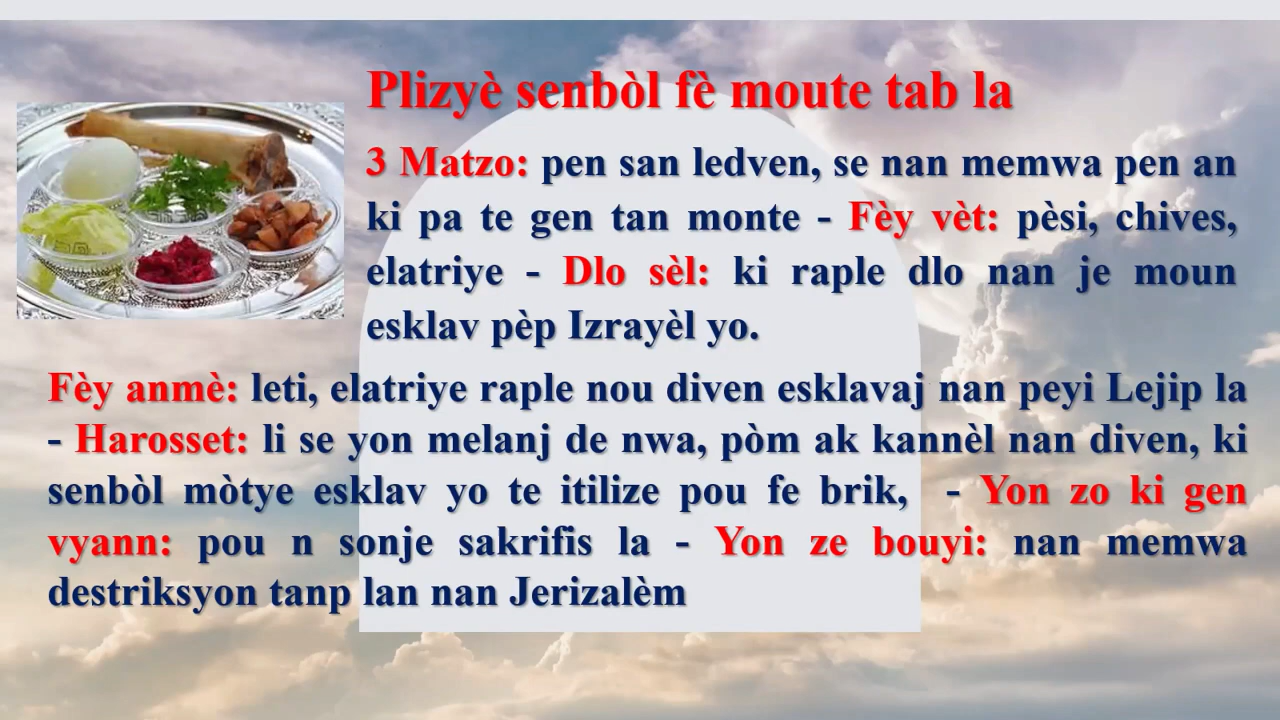 Plizyè senbòl fè moute tab la
3 Matzo: pen san ledven, se nan memwa pen an
ki pa te gen tan monte - Fèy vèt: pèsi, chives,
elatriye - Dlo sèl: ki raple dlo nan je moun
esklav pèp Izrayèl yo.
Fèy anmè: leti, elatriye raple nou diven esklavaj nan peyi Lejip la
- Harosset: li se yon melanj de nwa, pòm ak kannèl nan diven, ki
senbòl mòtye esklav yo te itilize pou fe brik, - Yon zo ki gen
vyann: pou n sonje sakrifis la - Yon ze bouyi: nan memwa
destriksyon tanp lan nan Jerizalèm